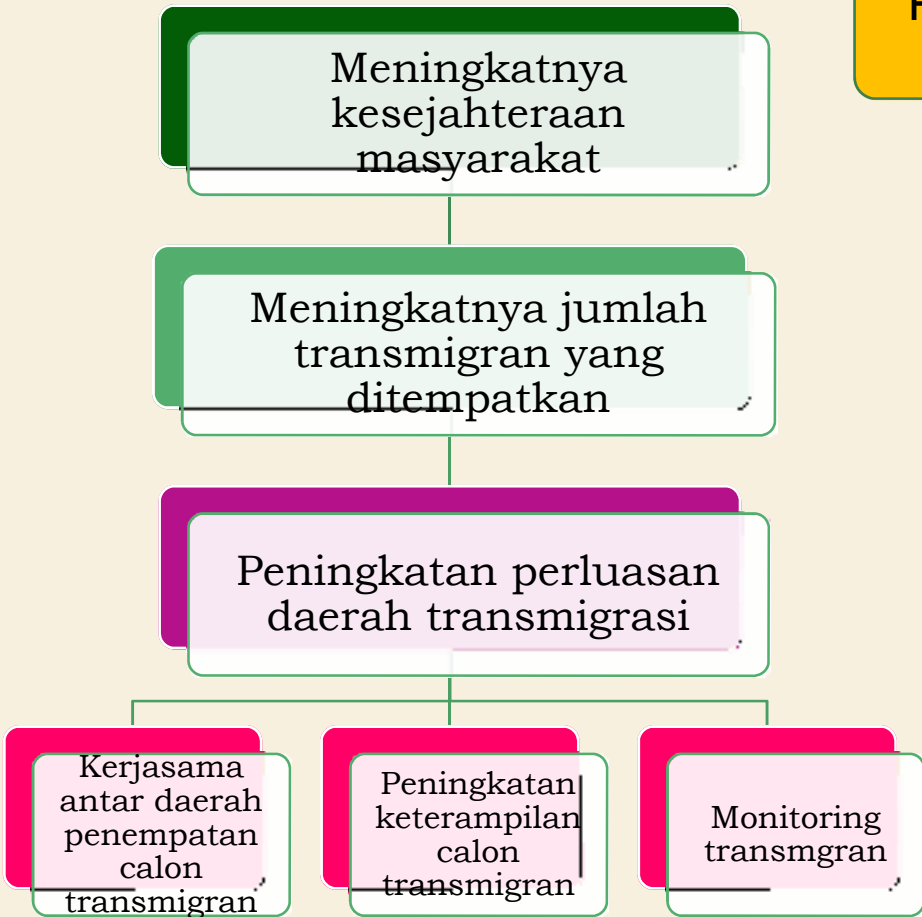 Meningkatnya
kesejahteraan
masyarakat
Meningkatnya jumlah
transmigran yang
ditempatkan
Peningkatan perluasan
daerah transmigrasi
Kerjasama
antar daerah
penempatan
calon
transmigran
Peningkatan
keterampilan
calon
transmigran
Monitoring
transmgran